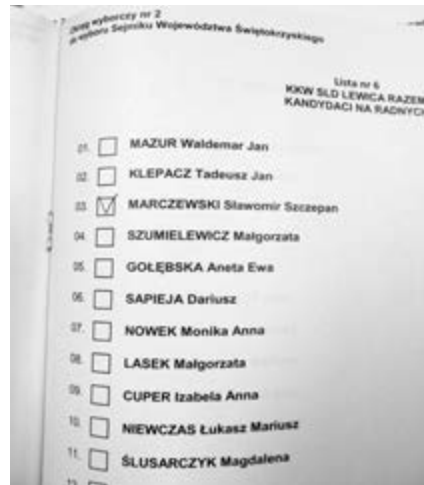 Okręg wyborczy nr 2
do wyboru Sejmiku Województwa Świętokrzyskiego
Lista nr 6
KKW SLD LEWICA RAZEM
KANDYDACI NA RADNYCH
01. MAZUR Waldemar Jan
02. KLEPACZ Tadeusz Jan
03. MARCZEWSKI Sławomir Szczepan
04. SZUMIELEWICZ Małgorzata
05. GOŁĘBSKA Aneta Ewa
06. SAPIEJA Dariusz
07. NOWEK Monika Anna
08. LASEK Małgorzata
09. CUPER Izabela Anna
10. NIEWCZAS Łukasz Mariusz
11. ŚLUSARCZYK Magdalena